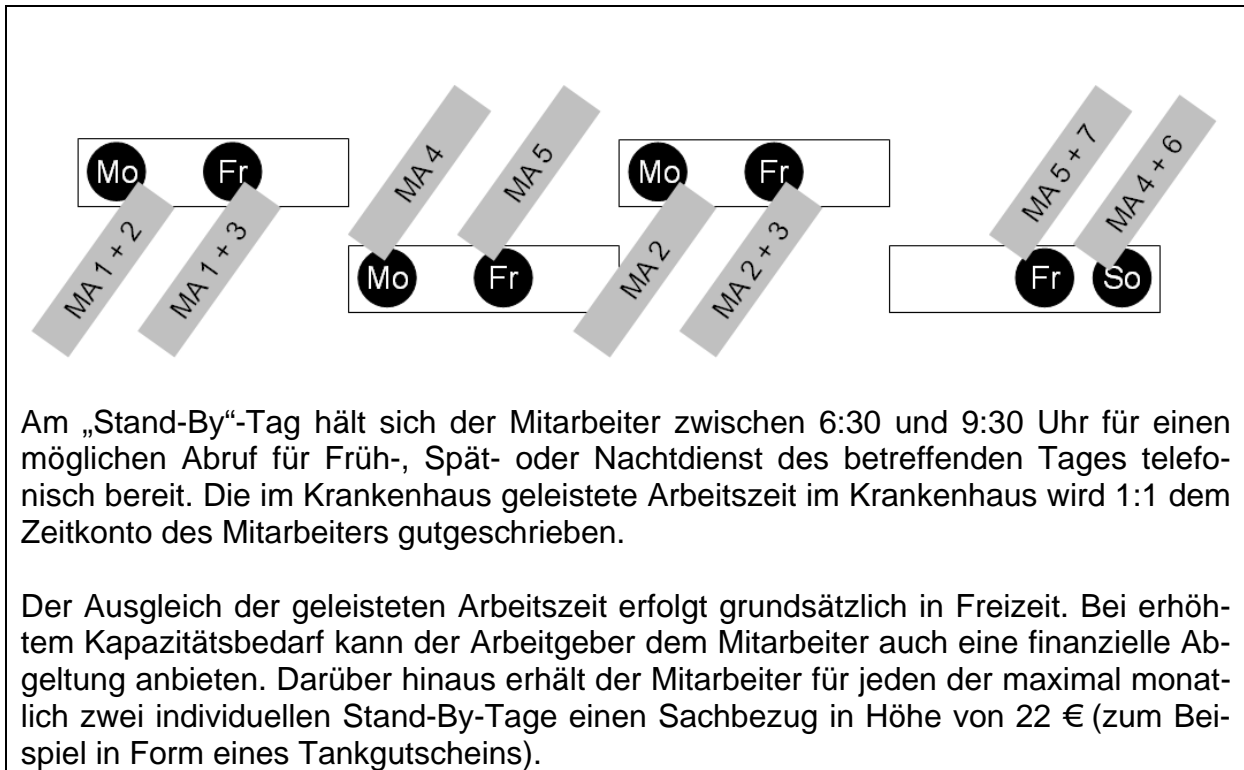 MA 4
MA 5
MA 5 + 7
MA 4 + 6
Mo
Fr
Mo
Fr
MA 1 + 2
MA 1 + 3
MA 2
MA 2 + 3
Mo
Fr
Fr
So
Am „Stand-By“-Tag hält sich der Mitarbeiter zwischen 6:30 und 9:30 Uhr für einen
möglichen Abruf für Früh-, Spät- oder Nachtdienst des betreffenden Tages telefo-
nisch bereit. Die im Krankenhaus geleistete Arbeitszeit im Krankenhaus wird 1:1 dem
Zeitkonto des Mitarbeiters gutgeschrieben.
Der Ausgleich der geleisteten Arbeitszeit erfolgt grundsätzlich in Freizeit. Bei erhöh-
tem Kapazitätsbedarf kann der Arbeitgeber dem Mitarbeiter auch eine finanzielle Ab-
geltung anbieten. Darüber hinaus erhält der Mitarbeiter für jeden der maximal monat-
lich zwei individuellen Stand-By-Tage einen Sachbezug in Höhe von 22 € (zum Bei-
spiel in Form eines Tankgutscheins).